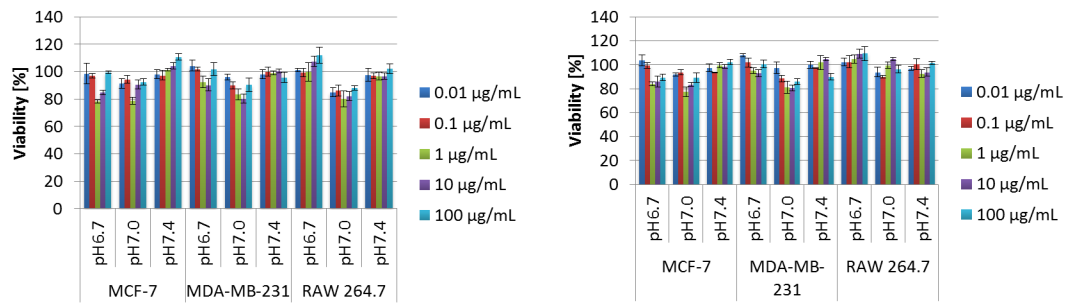 Viability [%]
140
120
100
80
60
40
20
0
pH6.7
pH7.0
pH7.4
pH6.7
pH7.0
pH7.4
pH6.7
pH7.0
pH7.4
MCF-7
MDA-MB-231
RAW 264.7
0.01 µg/mL
0.1 µg/mL
1 µg/mL
10 µg/mL
100 µg/mL
Viability [%]
140
120
100
80
60
40
20
0
pH6.7
pH7.0
pH7.4
pH6.7
pH7.0
pH7.4
pH6.7
pH7.0
pH7.4
MCF-7
MDA-MB-
231
RAW 264.7
0.01 µg/mL
0.1 µg/mL
1 µg/mL
10 µg/mL
100 µg/mL